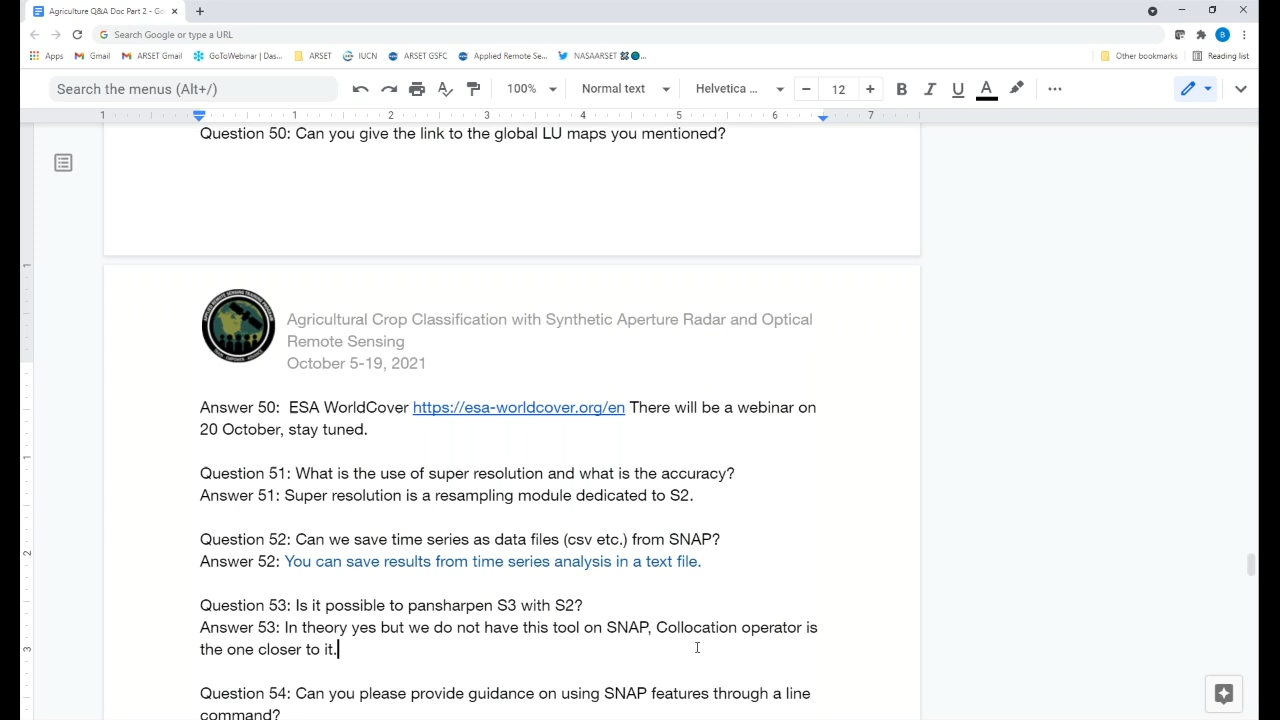 Agriculture Q&A Doc Part 2 - Go
Search Google or type a URL
Apps
Gmail
ARSET Gmail
GoToWebinar | Das...
ARSET
IUCN
ARSET GSFC
Applied Remote Se...
NASAARSET
Other bookmarks
Reading list
Search the menus (Alt+/)
100%
Normal text
Helvetica ...
12
B I U A
1 1 2 3 4 5 6 7
Question 50: Can you give the link to the global LU maps you mentioned?
Agricultural Crop Classification with Synthetic Aperture Radar and Optical
Remote Sensing
October 5-19, 2021
Answer 50: ESA WorldCover https://esa-worldcover.org/en There will be a webinar on
20 October, stay tuned.
Question 51: What is the use of super resolution and what is the accuracy?
Answer 51: Super resolution is a resampling module dedicated to S2.
Question 52: Can we save time series as data files (csv etc.) from SNAP?
Answer 52: You can save results from time series analysis in a text file.
Question 53: Is it possible to pansharpen S3 with S2?
Answer 53: In theory yes but we do not have this tool on SNAP, Collocation operator is
the one closer to it.
Question 54: Can you please provide guidance on using SNAP features through a line
command?